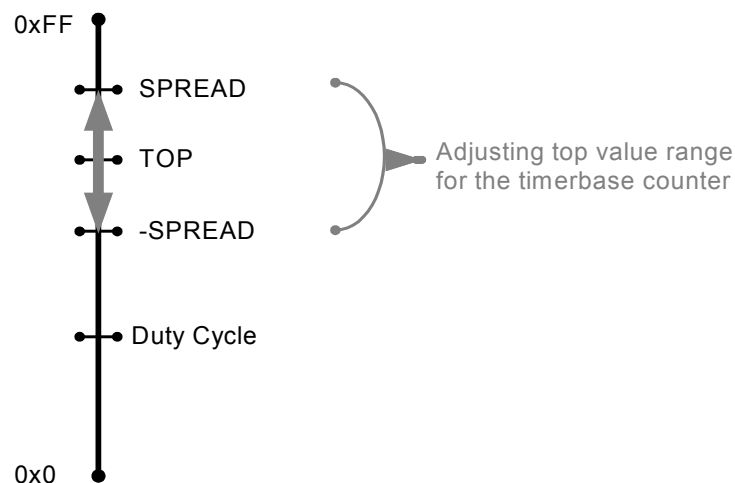 0xFF
SPREAD
TOP
Adjusting top value range
for the timerbase counter
-SPREAD
Duty Cycle
0x0